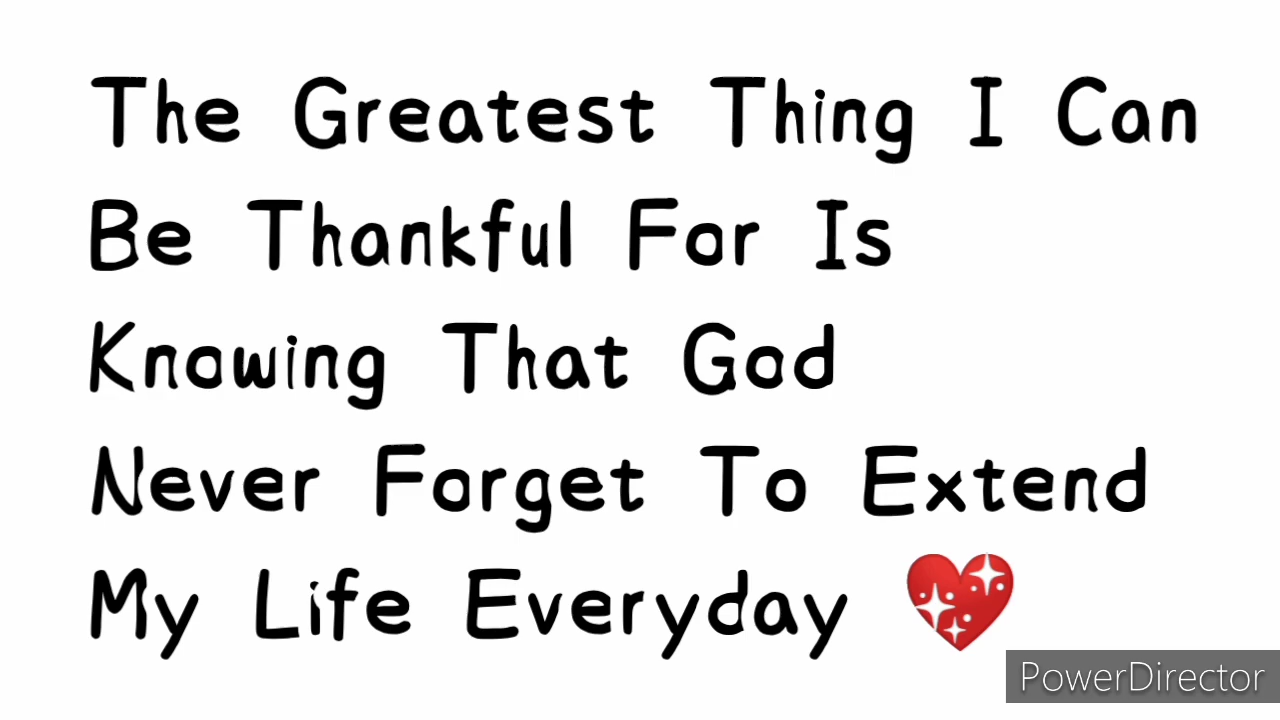 The Greatest Thing I Can
Be Thankful For Is
Knowing That God
Never Forget To Extend
My Life Everyday 💖
PowerDirector